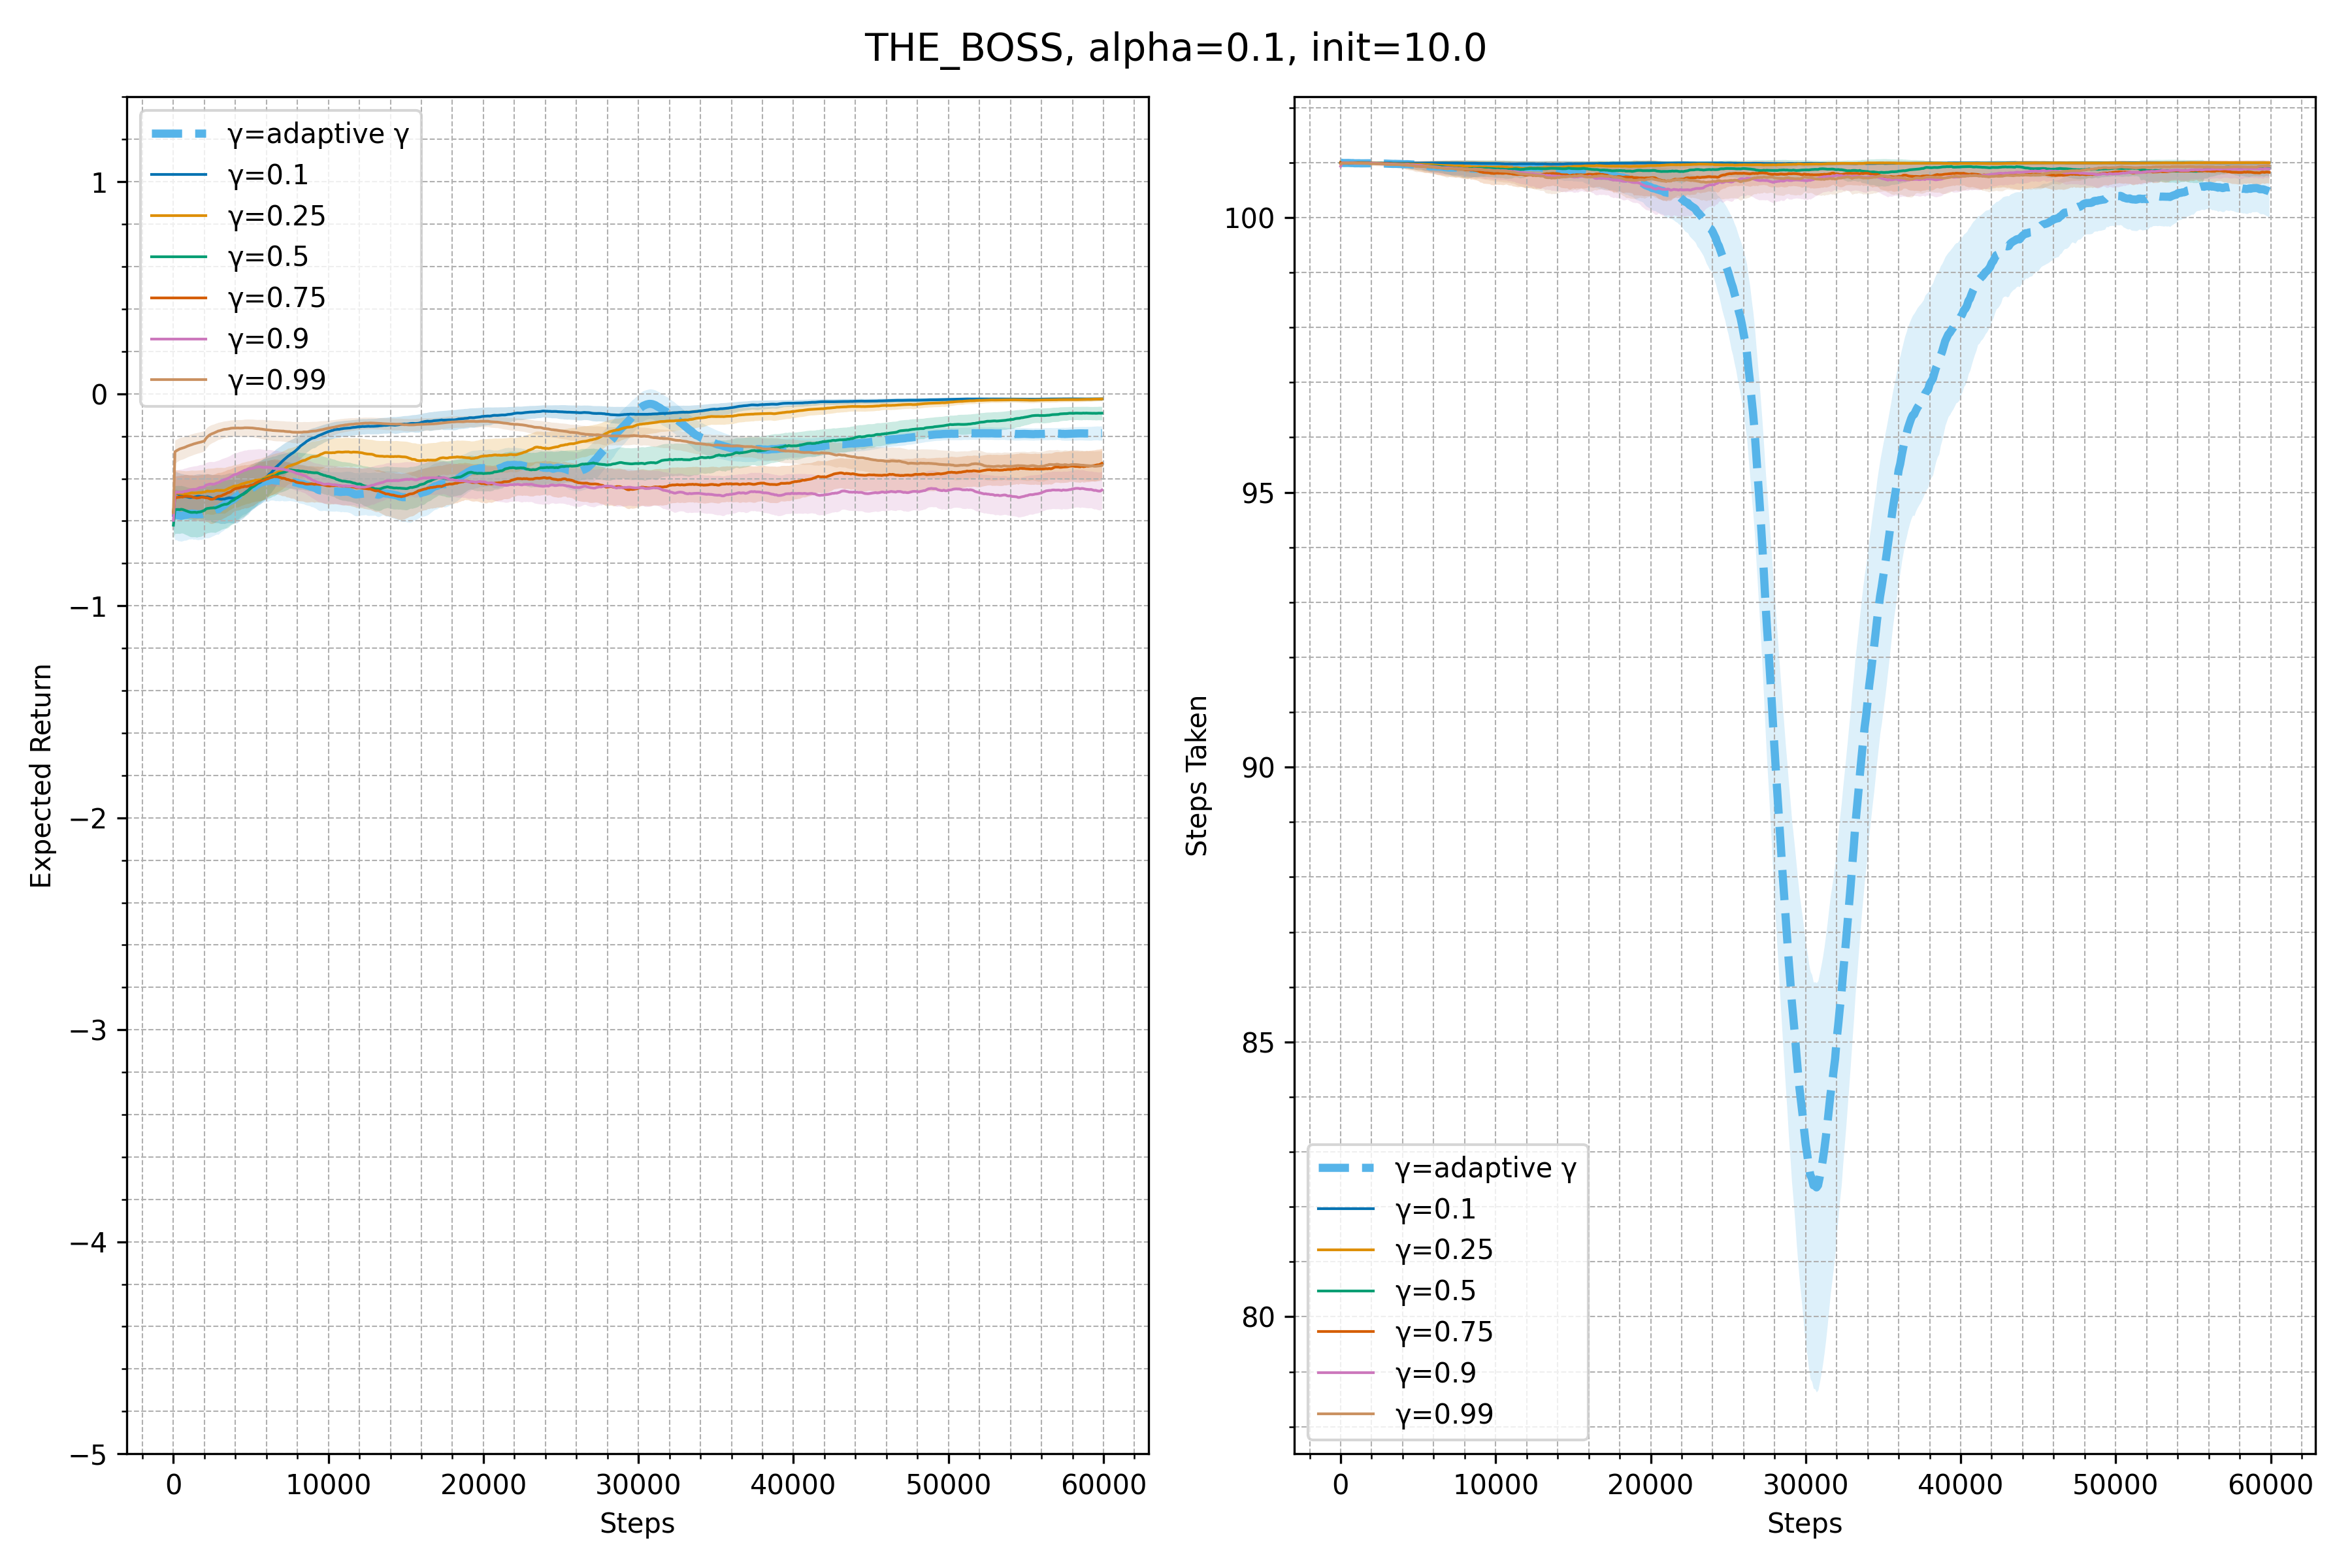 THE_BOSS, alpha=0.1, init=10.0
Expected Return
1
0
−1
−2
−3
−4
−5
γ=adaptive γ
γ=0.1
γ=0.25
γ=0.5
γ=0.75
γ=0.9
γ=0.99
0 10000 20000 30000 40000 50000 60000
Steps
Steps Taken
100
95
90
85
80
γ=adaptive γ
γ=0.1
γ=0.25
γ=0.5
γ=0.75
γ=0.9
γ=0.99
0 10000 20000 30000 40000 50000 60000
Steps